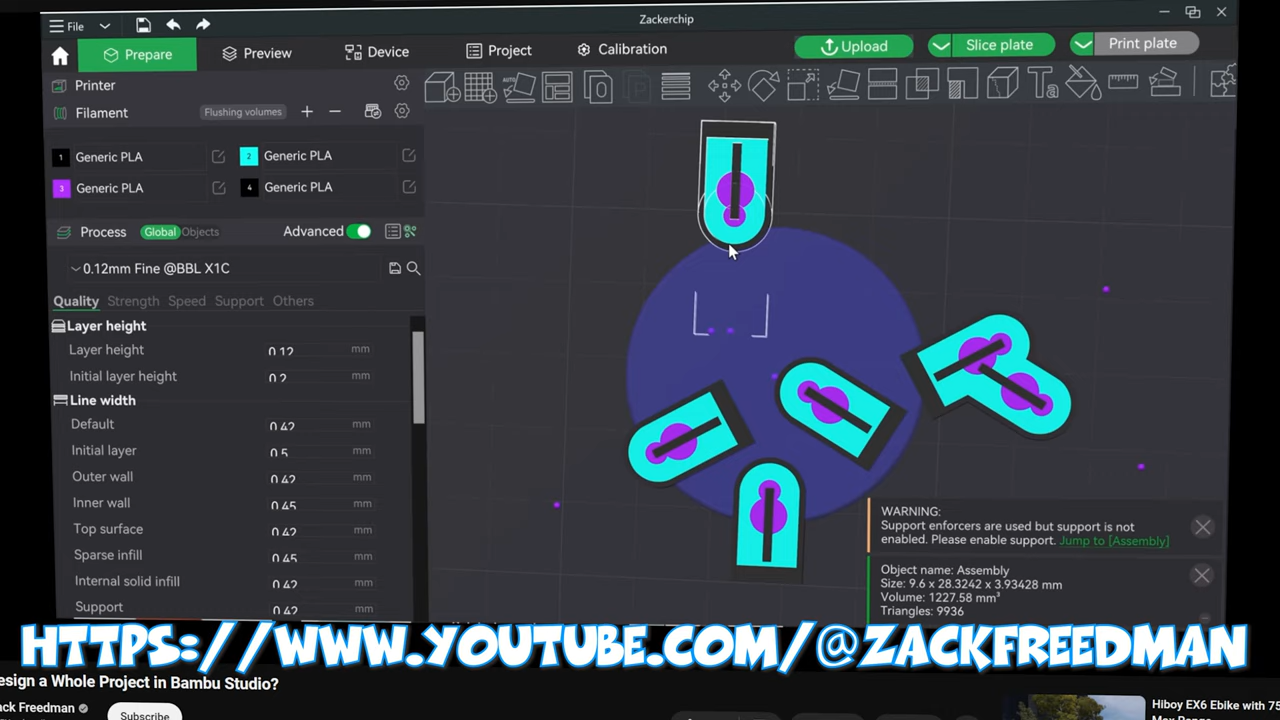 File
Zackerchip
Prepare
Preview
Device
Project
Calibration
Upload
Slice plate
Print plate
Printer
AUTO
Filament
Flushing volumes
1 Generic PLA
2 Generic PLA
3 Generic PLA
4 Generic PLA
Process
Global
Objects
Advanced
0.12mm Fine @BBL X1C
Quality
Strength
Speed
Support
Others
Layer height
Layer height 0.12 mm
Initial layer height 0.2 mm
Line width
Default 0.42 mm
Initial layer 0.5 mm
Outer wall 0.42 mm
Inner wall 0.45 mm
Top surface 0.42 mm
Sparse infill 0.45 mm
Internal solid infill 0.42 mm
Support 0.42 mm
WARNING:
Support enforcers are used but support is not
enabled. Please enable support. Jump to [Assembly]
Object name: Assembly
Size: 9.6 x 28.3242 x 3.93428 mm
Volume: 1227.58 mm³
Triangles: 9936
HTTPS://WWW.YOUTUBE.COM/@ZACKFREEDMAN
esign a Whole Project in Bambu Studio?
ck Freedman
Subscribe
Hiboy EX6 Ebike with 75